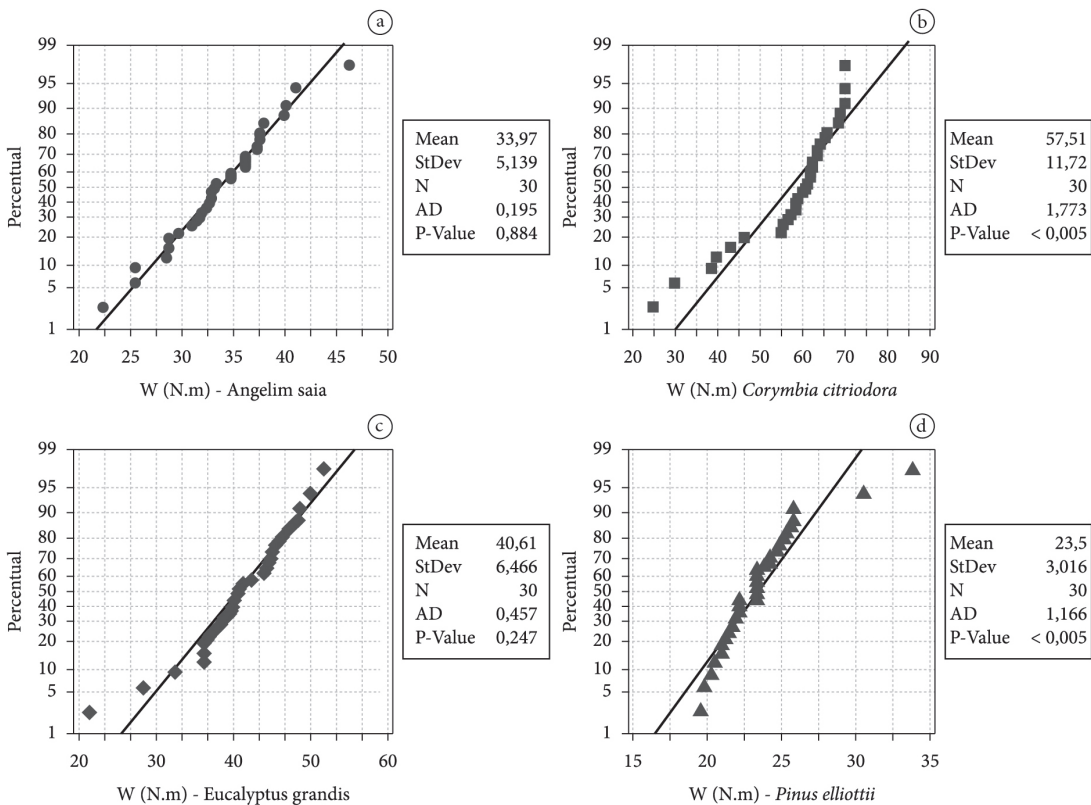 a
Percentual
99
95
90
80
70
60
50
40
30
20
10
5
1
20 25 30 35 40 45 50
W (N.m) - Angelim saia
Mean 33,97
StDev 5,139
N 30
AD 0,195
P-Value 0,884
b
Percentual
99
95
90
80
70
60
50
40
30
20
10
5
1
20 30 40 50 60 70 80 90
W (N.m) Corymbia citriodora
Mean 57,51
StDev 11,72
N 30
AD 1,773
P-Value < 0,005
c
Percentual
99
95
90
80
70
60
50
40
30
20
10
5
1
20 30 40 50 60
W (N.m) - Eucalyptus grandis
Mean 40,61
StDev 6,466
N 30
AD 0,457
P-Value 0,247
d
Percentual
99
95
90
80
70
60
50
40
30
20
10
5
1
15 20 25 30 35
W (N.m) - Pinus elliottii
Mean 23,5
StDev 3,016
N 30
AD 1,166
P-Value < 0,005